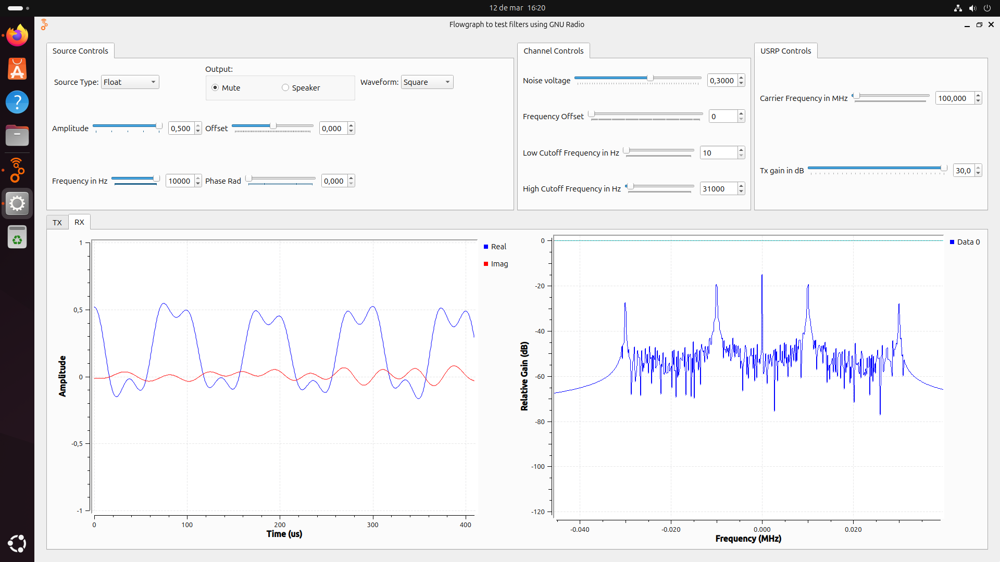 12 de mar 16:20
Flowgraph to test filters using GNU Radio
Source Controls
Source Type: Float
Output:
Mute
Speaker
Waveform: Square
Amplitude 0,500
Offset 0,000
Frequency in Hz 10000
Phase Rad 0,000
Channel Controls
Noise voltage 0,3000
Frequency Offset 0
Low Cutoff Frequency in Hz 10
High Cutoff Frequency in Hz 31000
USRP Controls
Carrier Frequency in MHz 100,000
Tx gain in dB 30,0
TX
RX
Amplitude
1
0,5
0
-0,5
-1
0
100
200
300
400
Time (us)
Real
Imag
Relative Gain (dB)
0
-20
-40
-60
-80
-100
-120
-0.040
-0.020
0.000
0.020
Frequency (MHz)
Data 0